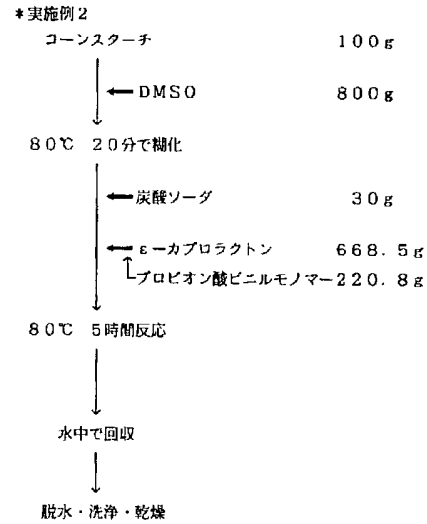 ＊実施例２
コーンスターチ １００ｇ
ＤＭＳＯ ８００ｇ
８０℃ ２０分で糊化
炭酸ソーダ ３０ｇ
ε－カプロラクトン ６６８．５ｇ
プロピオン酸ビニルモノマー２２０．８ｇ
８０℃ ５時間反応
水中で回収
脱水・洗浄・乾燥